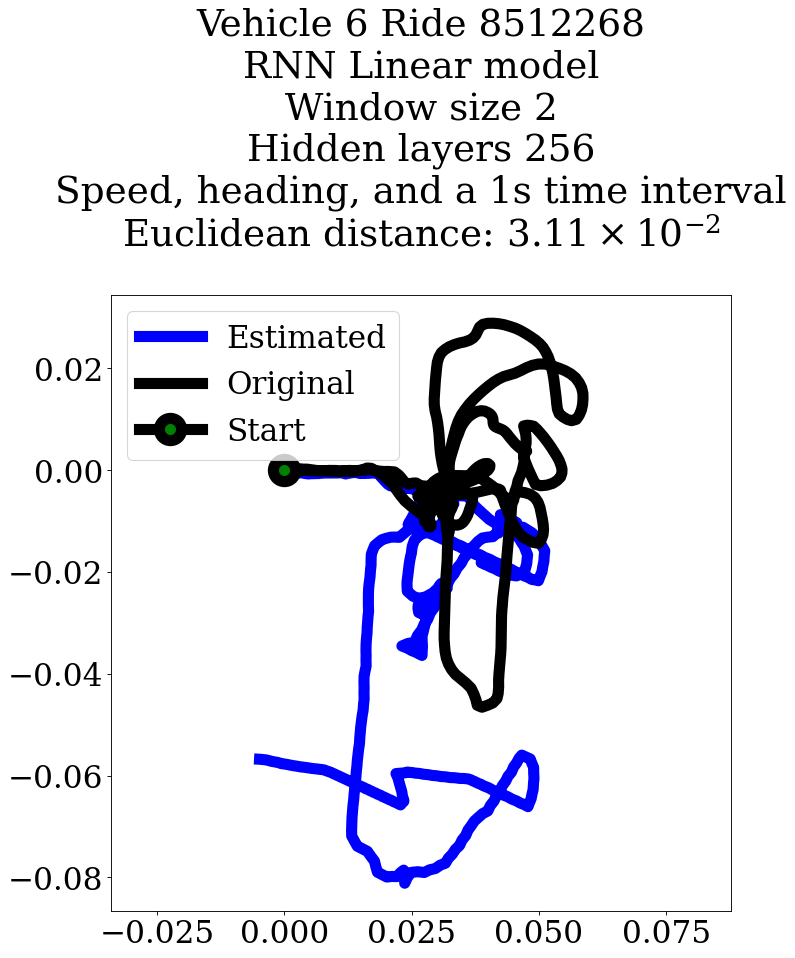 Vehicle 6 Ride 8512268
RNN Linear model
Window size 2
Hidden layers 256
Speed, heading, and a 1s time interval
Euclidean distance: 3.11 × 10⁻²
Estimated
Original
Start
0.02
0.00
−0.02
−0.04
−0.06
−0.08
−0.025 0.000 0.025 0.050 0.075